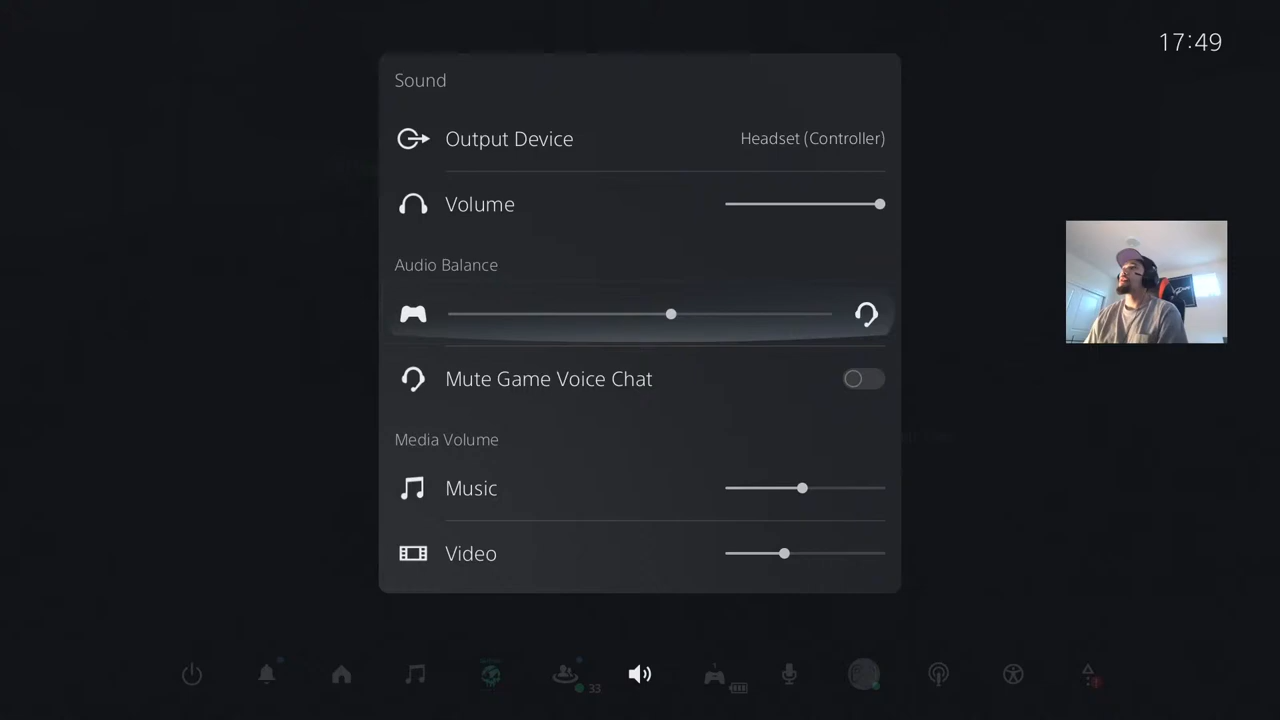 17:49
Sound
Output Device
Headset (Controller)
Volume
Audio Balance
Mute Game Voice Chat
Media Volume
Music
Video
33